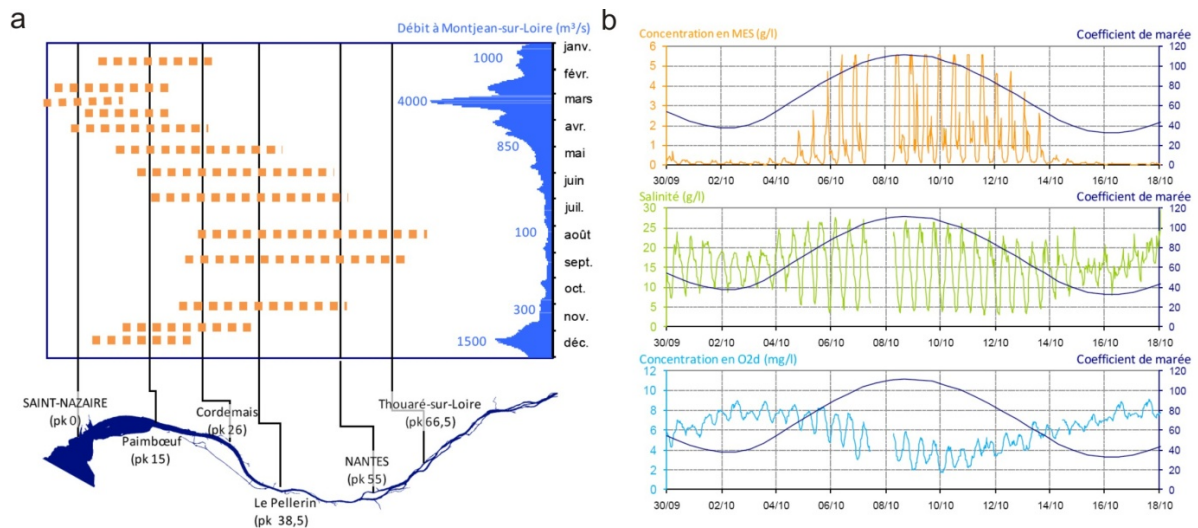 a
Débit à Montjean-sur-Loire (m³/s)
janv.
1000
févr.
mars
4000
avr.
850
mai
juin
juil.
100
août
sept.
oct.
300
nov.
1500
déc.
SAINT-NAZAIRE
(pk 0)
Paimbœuf
(pk 15)
Cordemais
(pk 26)
Le Pellerin
(pk 38,5)
NANTES
(pk 55)
Thouaré-sur-Loire
(pk 66,5)
b
Concentration en MES (g/l)
Coefficient de marée
6
5
4
3
2
1
0
120
100
80
60
40
20
0
30/09 02/10 04/10 06/10 08/10 10/10 12/10 14/10 16/10 18/10
Salinité (g/l)
Coefficient de marée
30
25
20
15
10
5
0
120
100
80
60
40
20
0
30/09 02/10 04/10 06/10 08/10 10/10 12/10 14/10 16/10 18/10
Concentration en O2d (mg/l)
Coefficient de marée
12
10
8
6
4
2
0
120
100
80
60
40
20
0
30/09 02/10 04/10 06/10 08/10 10/10 12/10 14/10 16/10 18/10